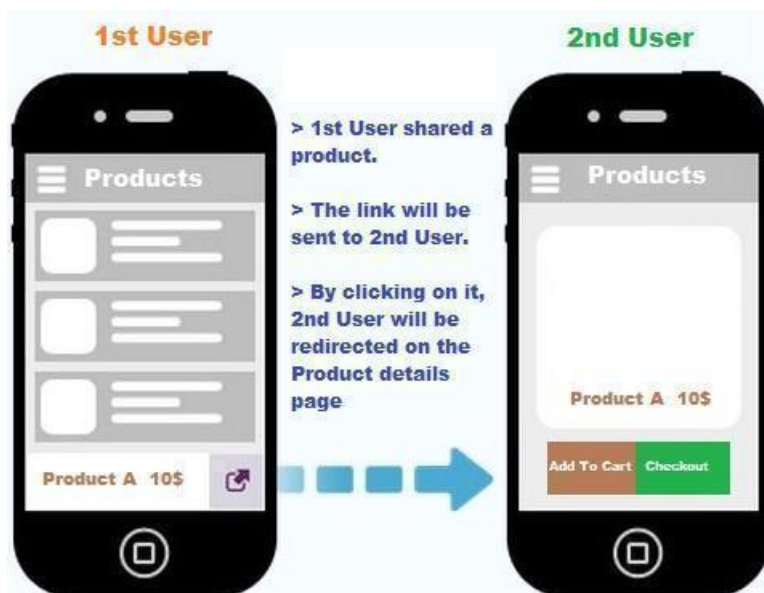 1st User
2nd User
Products
> 1st User shared a
product.
> The link will be
sent to 2nd User.
> By clicking on it,
2nd User will be
redirected on the
Product details
page
Product A 10$
Products
Product A 10$
Add To Cart
Checkout